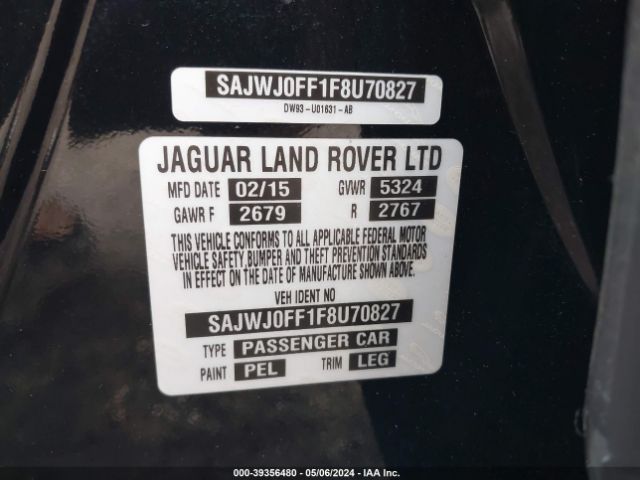 SAJWJ0FF1F8U70827
DW93-U01631-AB
JAGUAR LAND ROVER LTD
MFD DATE 02/15 GVWR 5324
GAWR F 2679 R 2767
THIS VEHICLE CONFORMS TO ALL APPLICABLE FEDERAL MOTOR
VEHICLE SAFETY, BUMPER AND THEFT PREVENTION STANDARDS
IN EFFECT ON THE DATE OF MANUFACTURE SHOWN ABOVE.
VEH IDENT NO
SAJWJ0FF1F8U70827
TYPE PASSENGER CAR
PAINT PEL TRIM LEG
000-39356480 - 05/06/2024 - IAA Inc.